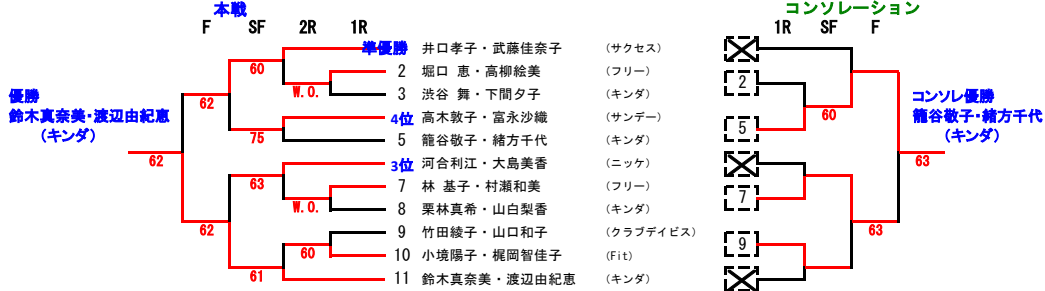 本戦
コンソレーション
F SF 2R 1R
1R SF F
準優勝 井口孝子・武藤佳奈子 (サクセス)
60
2 堀口 恵・高柳絵美 (フリー)
2
W.O.
3 渋谷 舞・下間夕子 (キンダ)
優勝
62
コンソレ優勝
鈴木真奈美・渡辺由紀恵
4位 髙木敦子・富永沙織 (サンデー)
60
籠谷敬子・緒方千代
(キンダ)
75
5 籠谷敬子・緒方千代 (キンダ)
5
(キンダ)
62
3位 河合利江・大島美香 (ニッケ)
63
63
7 林 基子・村瀬和美 (フリー)
7
W.O.
8 栗林真希・山白梨香 (キンダ)
62
9 竹田綾子・山口和子 (クラブデイビス)
63
60
10 小境陽子・梶岡智佳子 (Fit)
9
61
11 鈴木真奈美・渡辺由紀恵 (キンダ)